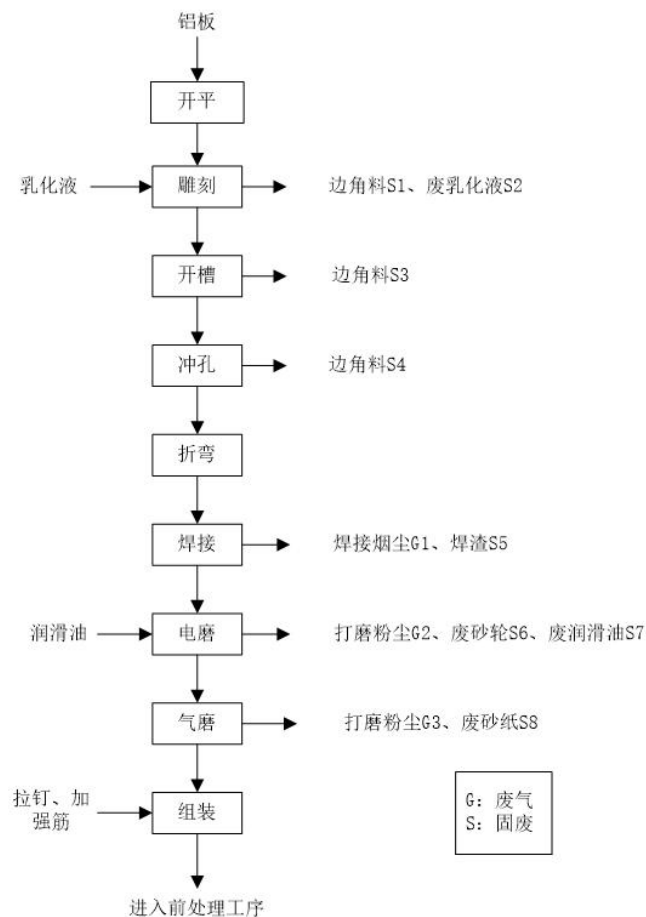 铝板
开平
乳化液
雕刻
边角料S1、废乳化液S2
开槽
边角料S3
冲孔
边角料S4
折弯
焊接
焊接烟尘G1、焊渣S5
润滑油
电磨
打磨粉尘G2、废砂轮S6、废润滑油S7
气磨
打磨粉尘G3、废砂纸S8
拉钉、加
强筋
组装
G：废气
S：固废
进入前处理工序